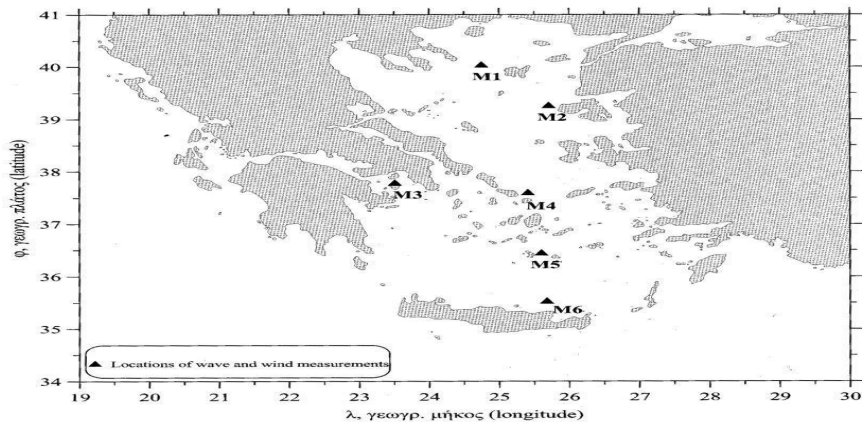 41
40
39
38
37
36
35
34
φ, γεωγρ. πλάτος (latitude)
M1
M2
M3
M4
M5
M6
▲ Locations of wave and wind measurements
19 20 21 22 23 24 25 26 27 28 29 30
λ, γεωγρ. μήκος (longitude)